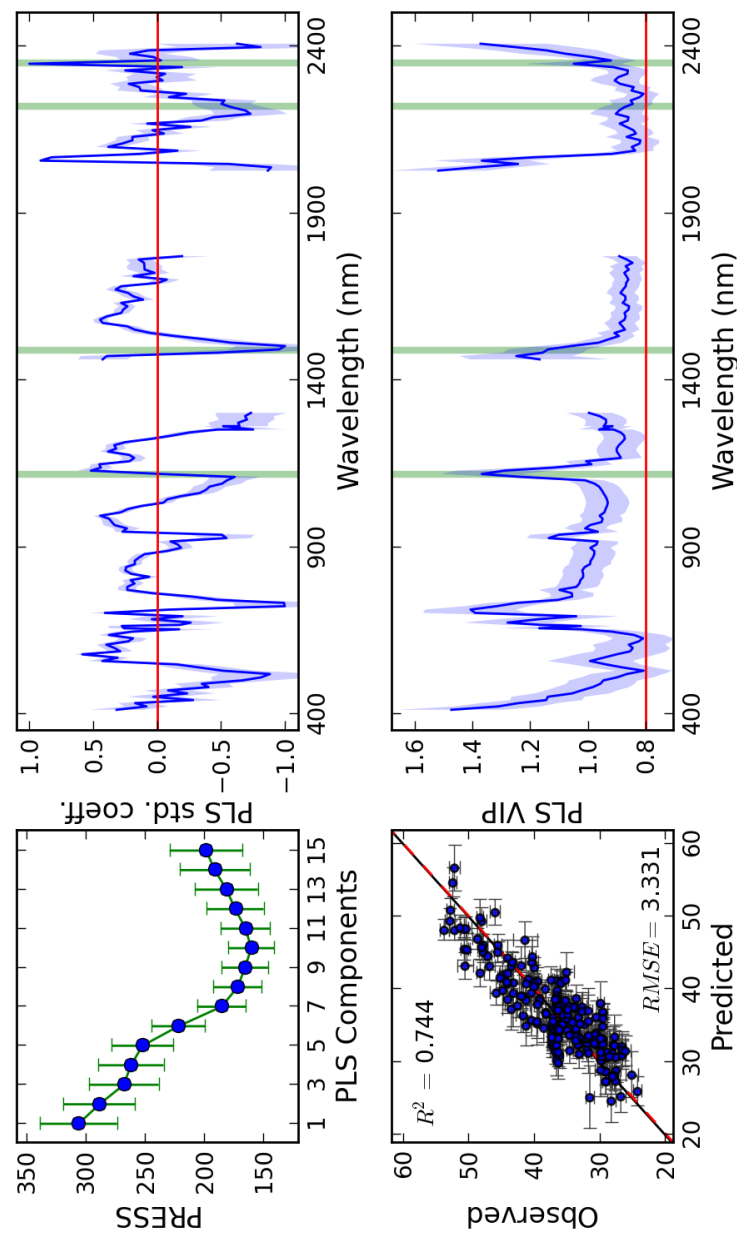 350
300
250
200
150
PRESS
1 3 5 7 9 11 13 15
PLS Components
1.0
0.5
0.0
−0.5
−1.0
PLS std. coeff.
400 900 1400 1900 2400
Wavelength (nm)
60
50
40
30
20
Observed
R² = 0.744
RMSE = 3.331
20 30 40 50 60
Predicted
1.6
1.4
1.2
1.0
0.8
PLS VIP
400 900 1400 1900 2400
Wavelength (nm)